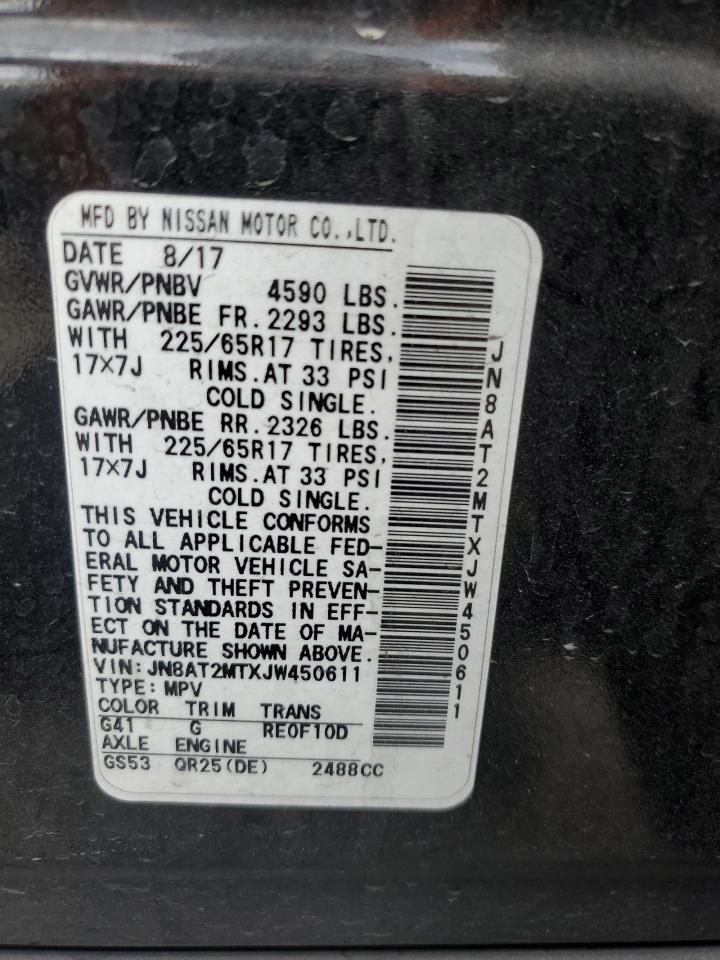 MFD BY NISSAN MOTOR CO.,LTD.
DATE 8/17
GVWR/PNBV 4590 LBS.
GAWR/PNBE FR.2293 LBS.
WITH 225/65R17 TIRES,
17×7J RIMS.AT 33 PSI
COLD SINGLE.
GAWR/PNBE RR.2326 LBS.
WITH 225/65R17 TIRES,
17×7J RIMS.AT 33 PSI
COLD SINGLE.
THIS VEHICLE CONFORMS
TO ALL APPLICABLE FED-
ERAL MOTOR VEHICLE SA-
FETY AND THEFT PREVEN-
TION STANDARDS IN EFF-
ECT ON THE DATE OF MA-
NUFACTURE SHOWN ABOVE.
VIN: JN8AT2MTXJW450611
TYPE: MPV
COLOR TRIM TRANS
G41 G RE0F10D
AXLE ENGINE
GS53 QR25(DE) 2488CC
JN8AT2MTXJW450611